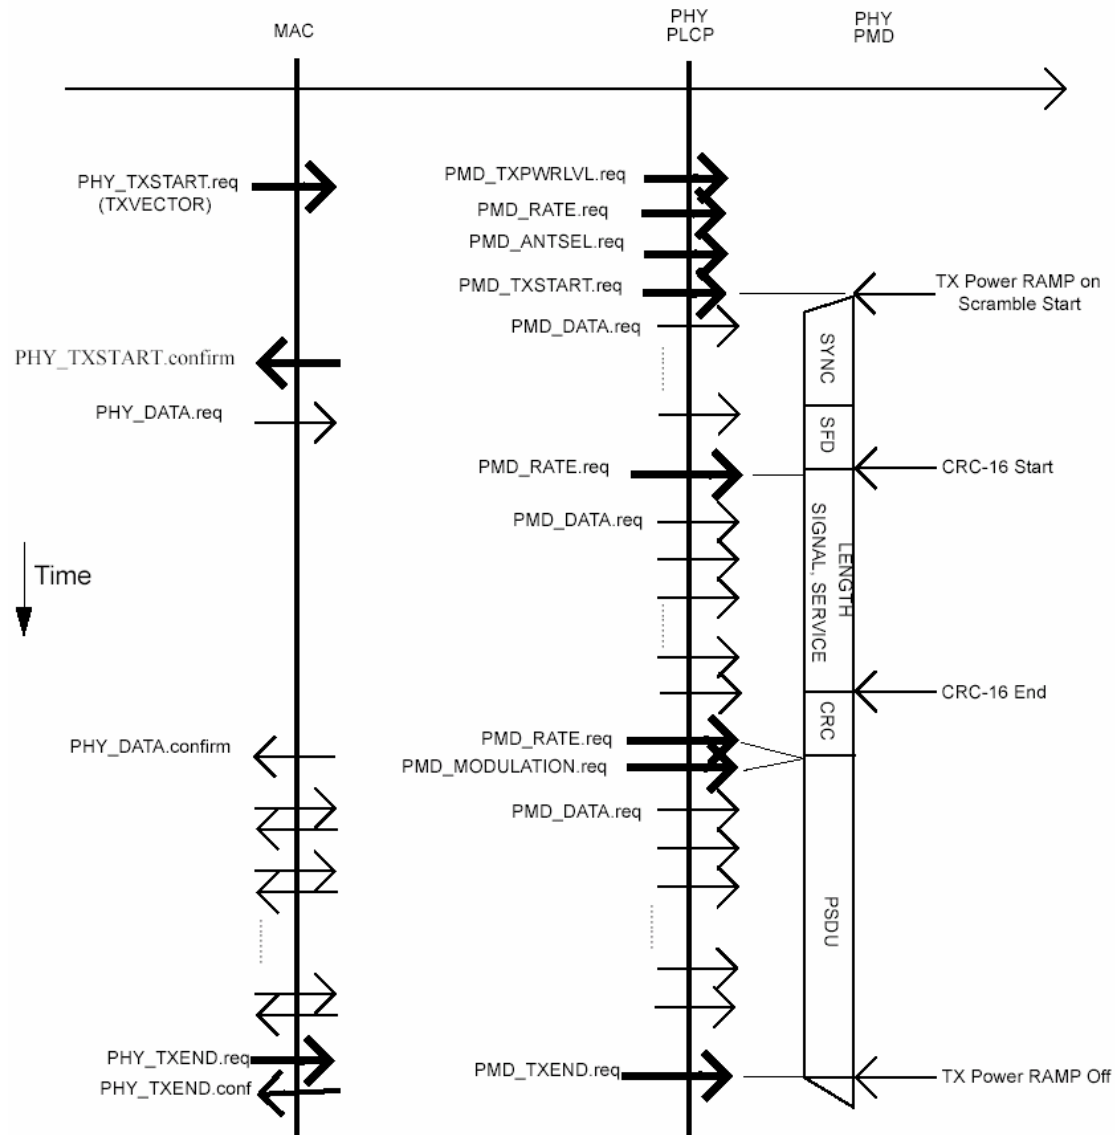 MAC
PHY
PLCP
PHY
PMD
PHY_TXSTART.req
(TXVECTOR)
PMD_TXPWRLVL.req
PMD_RATE.req
PMD_ANTSEL.req
PMD_TXSTART.req
TX Power RAMP on
Scramble Start
PMD_DATA.req
SYNC
PHY_TXSTART.confirm
PHY_DATA.req
SFD
PMD_RATE.req
CRC-16 Start
PMD_DATA.req
LENGTH
SIGNAL, SERVICE
Time
CRC-16 End
CRC
PHY_DATA.confirm
PMD_RATE.req
PMD_MODULATION.req
PMD_DATA.req
PSDU
PHY_TXEND.req
PMD_TXEND.req
TX Power RAMP Off
PHY_TXEND.conf